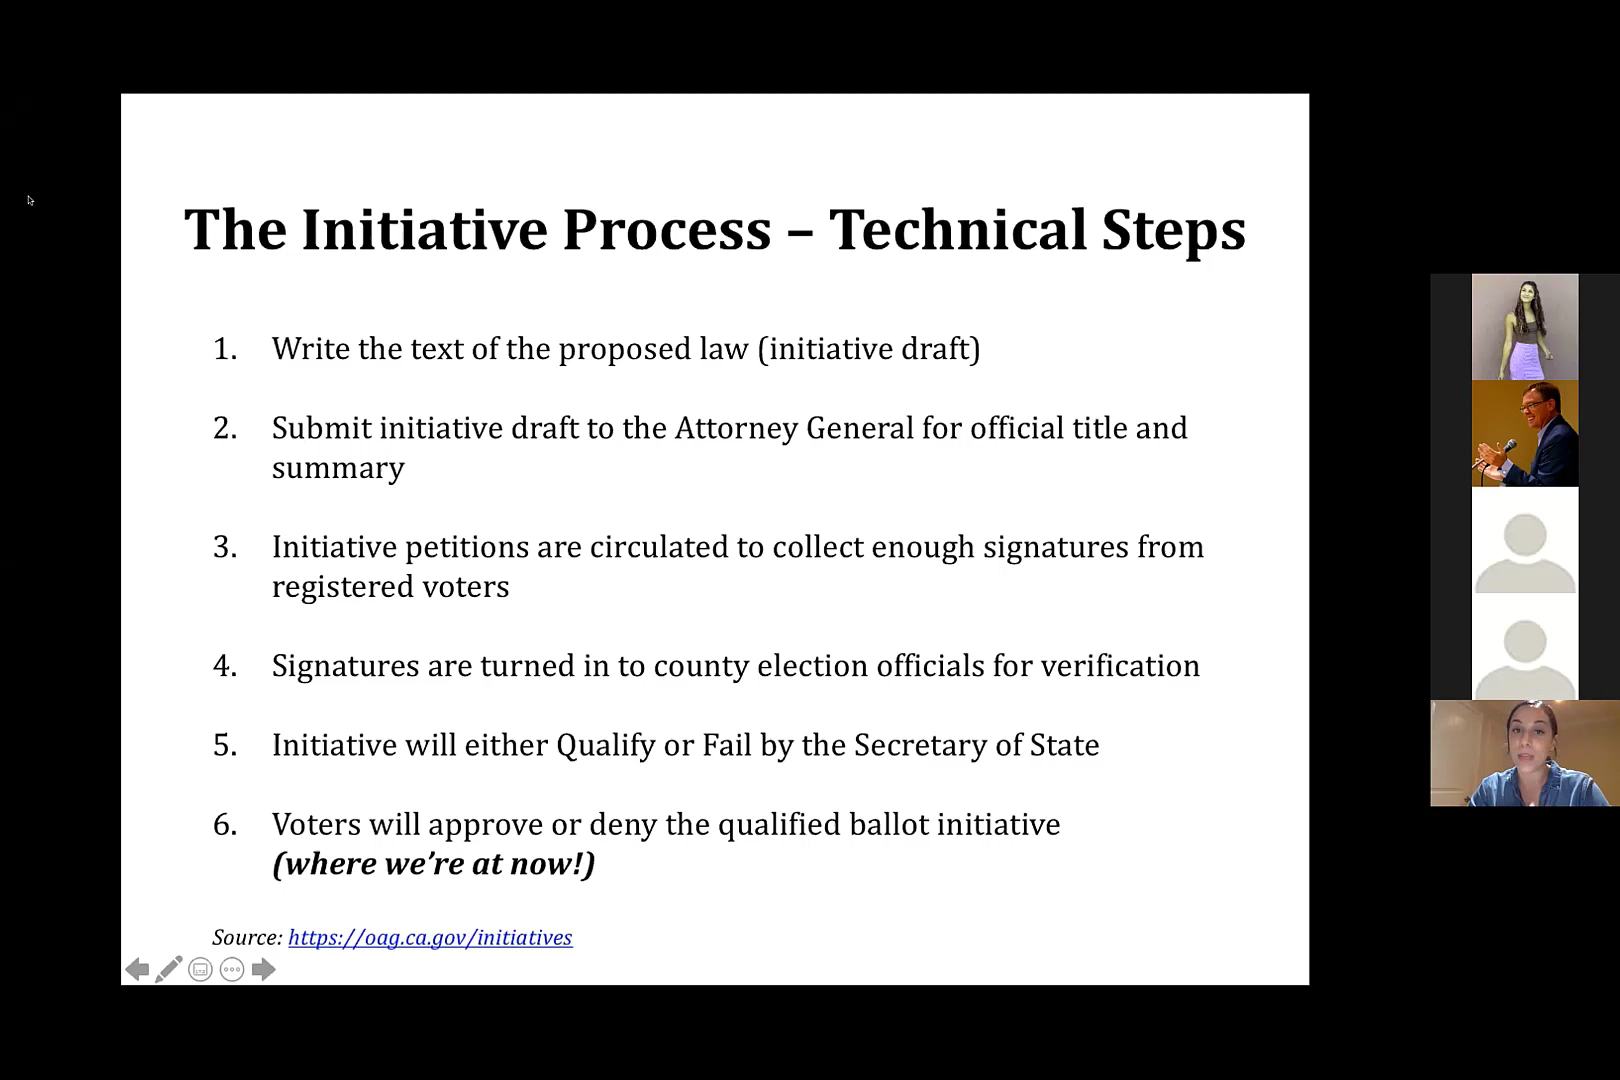 The Initiative Process – Technical Steps
1. Write the text of the proposed law (initiative draft)
2. Submit initiative draft to the Attorney General for official title and
summary
3. Initiative petitions are circulated to collect enough signatures from
registered voters
4. Signatures are turned in to county election officials for verification
5. Initiative will either Qualify or Fail by the Secretary of State
6. Voters will approve or deny the qualified ballot initiative
(where we’re at now!)
Source: https://oag.ca.gov/initiatives